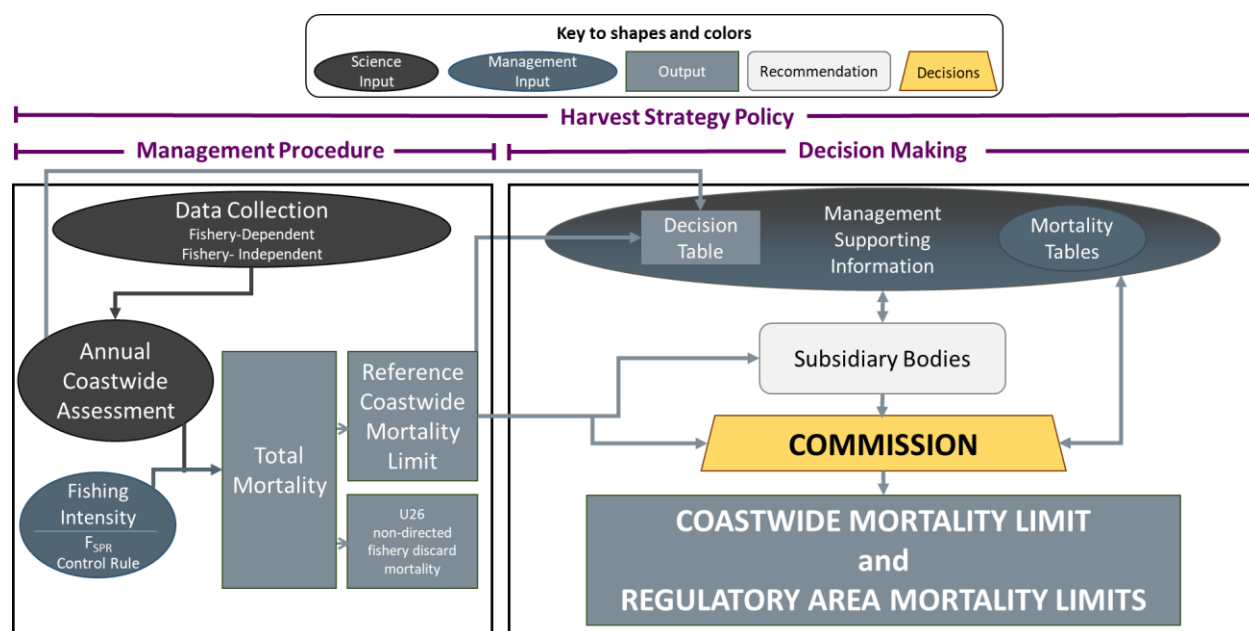 Key to shapes and colors
Science
Input
Management
Input
Output
Recommendation
Decisions
Harvest Strategy Policy
Management Procedure
Decision Making
Data Collection
Fishery-Dependent
Fishery- Independent
Annual
Coastwide
Assessment
Fishing
Intensity
F_SPR
Control Rule
Total
Mortality
Reference
Coastwide
Mortality
Limit
U26
non-directed
fishery discard
mortality
Decision
Table
Management
Supporting
Information
Mortality
Tables
Subsidiary Bodies
COMMISSION
COASTWIDE MORTALITY LIMIT
and
REGULATORY AREA MORTALITY LIMITS